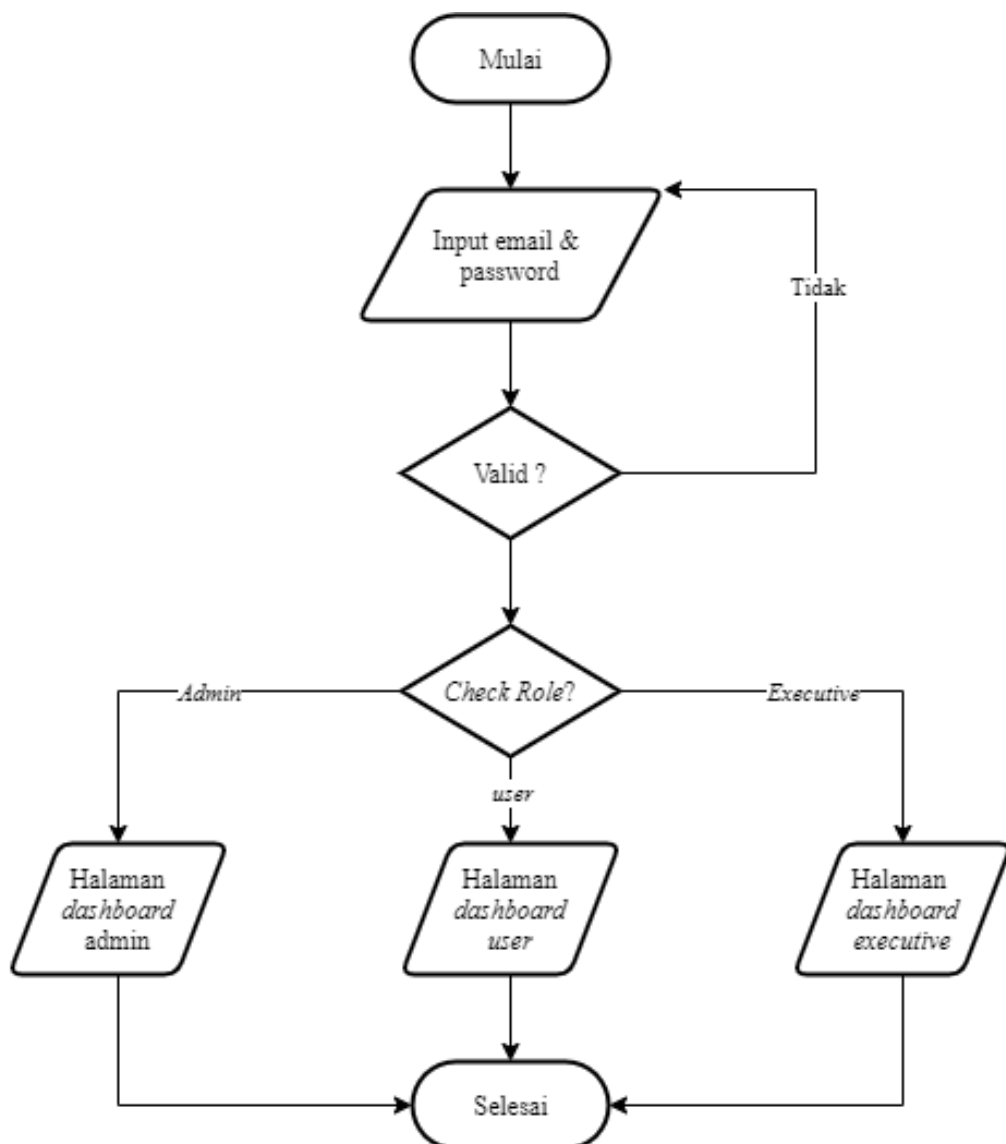 Mulai
Input email &
password
Tidak
Valid ?
Admin
Check Role?
Executive
user
Halaman
dashboard
admin
Halaman
dashboard
user
Halaman
dashboard
executive
Selesai